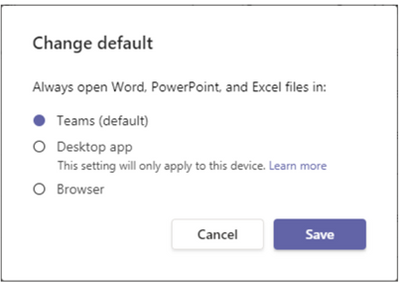 Change default
Always open Word, PowerPoint, and Excel files in:
Teams (default)
Desktop app
This setting will only apply to this device. Learn more
Browser
Cancel Save